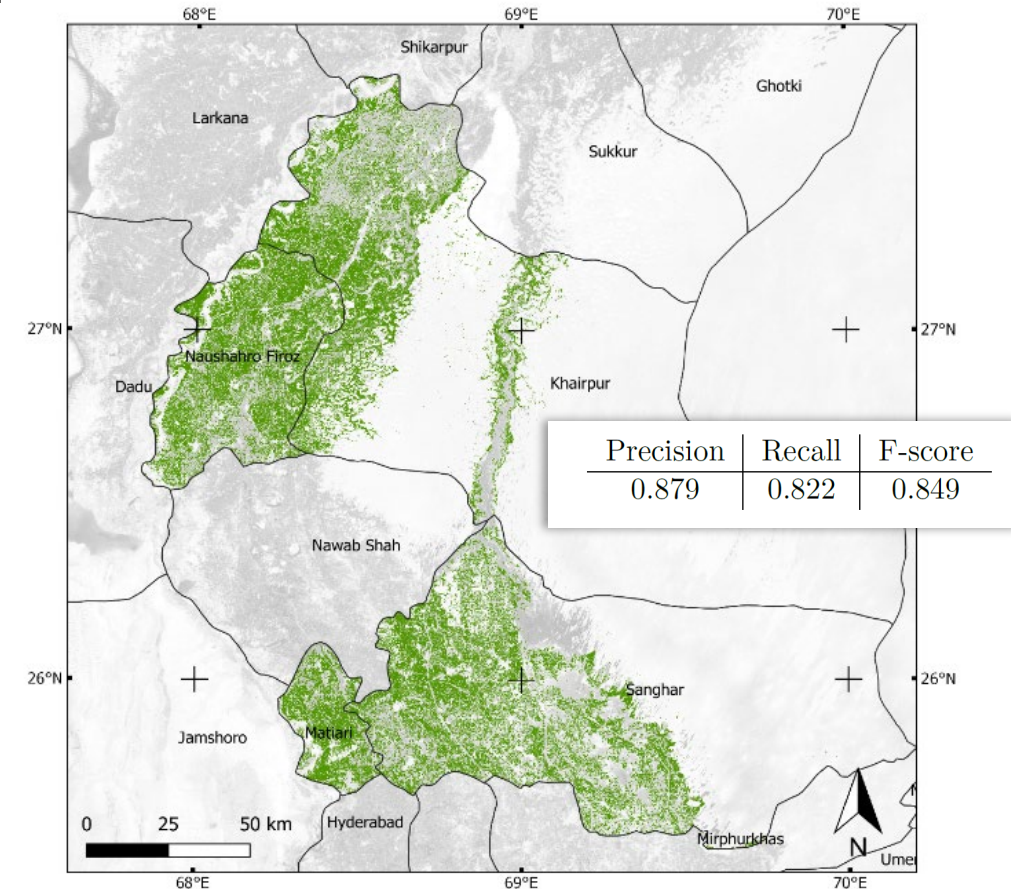 68°E 69°E 70°E
Shikarpur
Ghotki
Larkana
Sukkur
27°N 27°N
Naushahro Firoz
Dadu
Khairpur
Precision Recall F-score
0.879 0.822 0.849
Nawab Shah
26°N 26°N
Sanghar
Matiari
Jamshoro
0 25 50 km
Hyderabad
Mirphurkhas
N
Umer
68°E 69°E 70°E